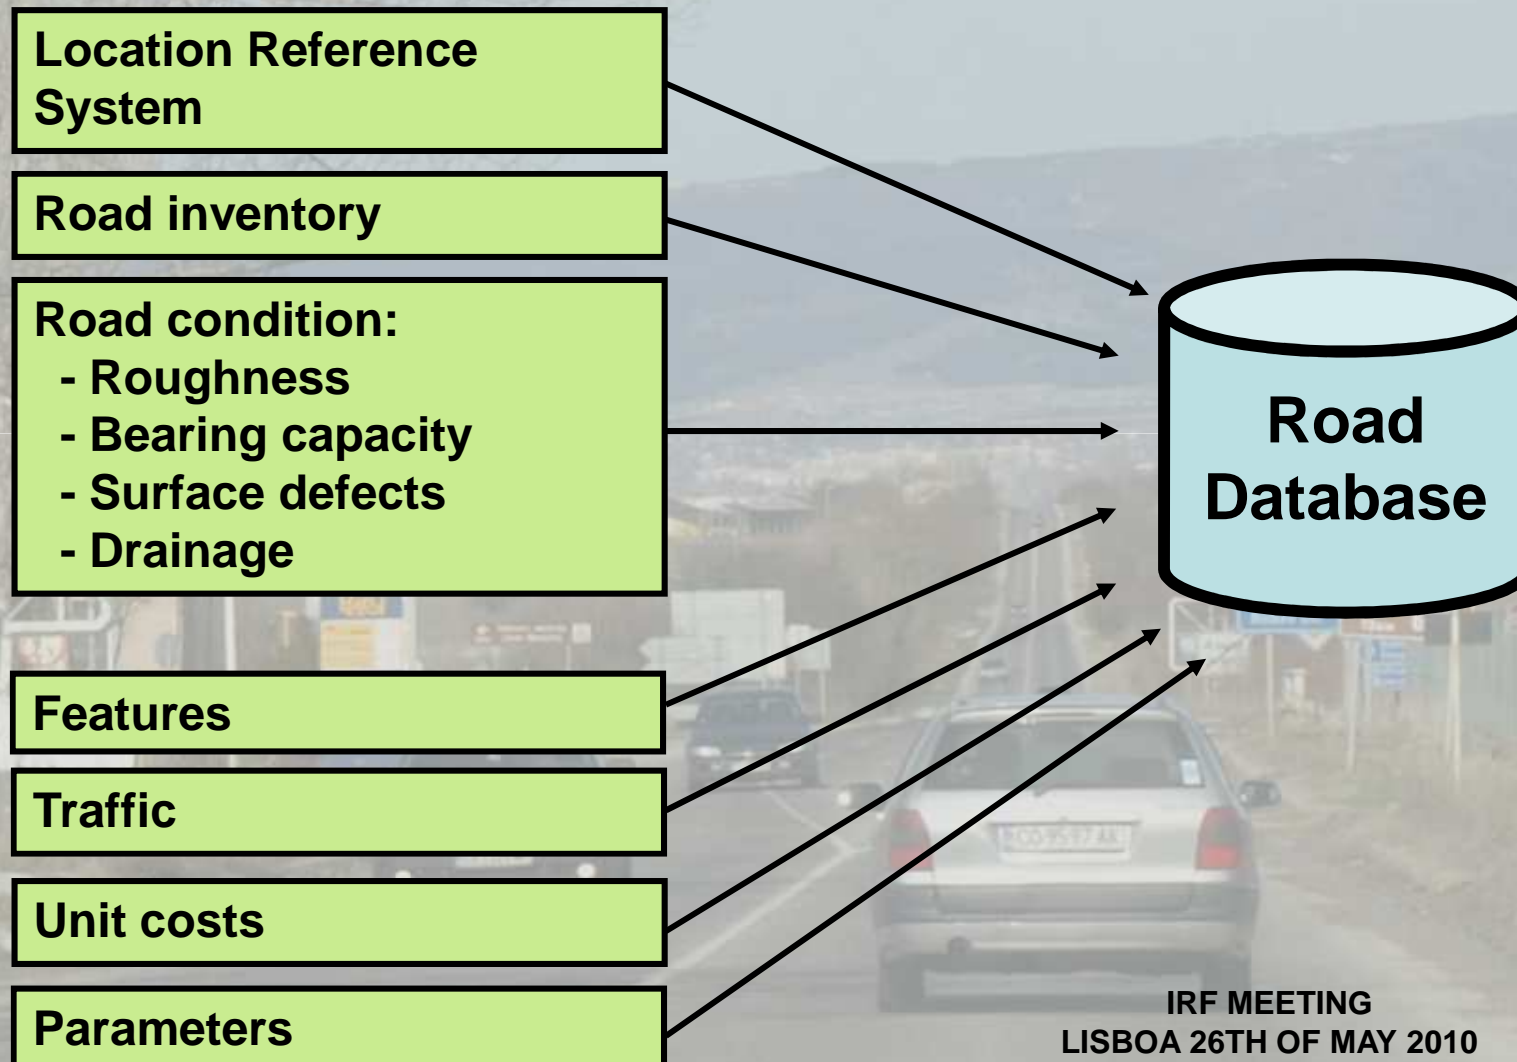 Location Reference
System
Road inventory
Road condition:
- Roughness
- Bearing capacity
- Surface defects
- Drainage
Features
Traffic
Unit costs
Parameters
Road
Database
IRF MEETING
LISBOA 26TH OF MAY 2010